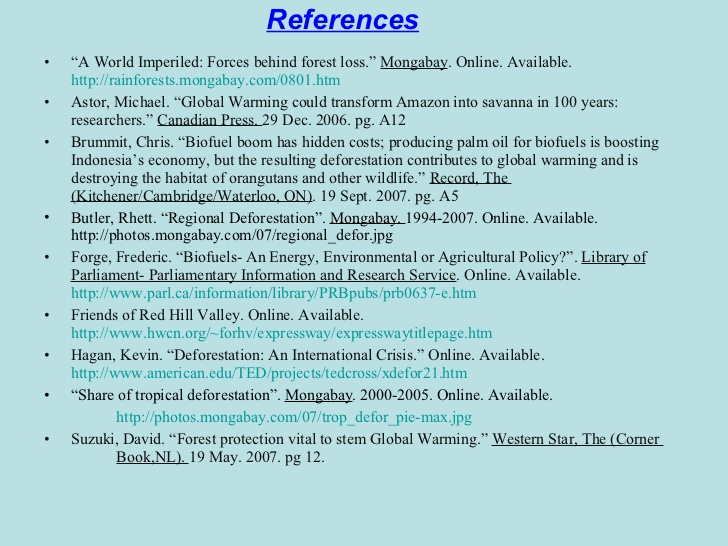 References
• “A World Imperiled: Forces behind forest loss.” Mongabay. Online. Available.
http://rainforests.mongabay.com/0801.htm
• Astor, Michael. “Global Warming could transform Amazon into savanna in 100 years:
researchers.” Canadian Press. 29 Dec. 2006. pg. A12
• Brummit, Chris. “Biofuel boom has hidden costs; producing palm oil for biofuels is boosting
Indonesia’s economy, but the resulting deforestation contributes to global warming and is
destroying the habitat of orangutans and other wildlife.” Record, The
(Kitchener/Cambridge/Waterloo, ON). 19 Sept. 2007. pg. A5
• Butler, Rhett. “Regional Deforestation”. Mongabay. 1994-2007. Online. Available.
http://photos.mongabay.com/07/regional_defor.jpg
• Forge, Frederic. “Biofuels- An Energy, Environmental or Agricultural Policy?”. Library of
Parliament- Parliamentary Information and Research Service. Online. Available.
http://www.parl.ca/information/library/PRBpubs/prb0637-e.htm
• Friends of Red Hill Valley. Online. Available.
http://www.hwcn.org/~forhv/expressway/expresswaytitlepage.htm
• Hagan, Kevin. “Deforestation: An International Crisis.” Online. Available.
http://www.american.edu/TED/projects/tedcross/xdefor21.htm
• “Share of tropical deforestation”. Mongabay. 2000-2005. Online. Available.
http://photos.mongabay.com/07/trop_defor_pie-max.jpg
• Suzuki, David. “Forest protection vital to stem Global Warming.” Western Star, The (Corner
Book,NL). 19 May. 2007. pg 12.